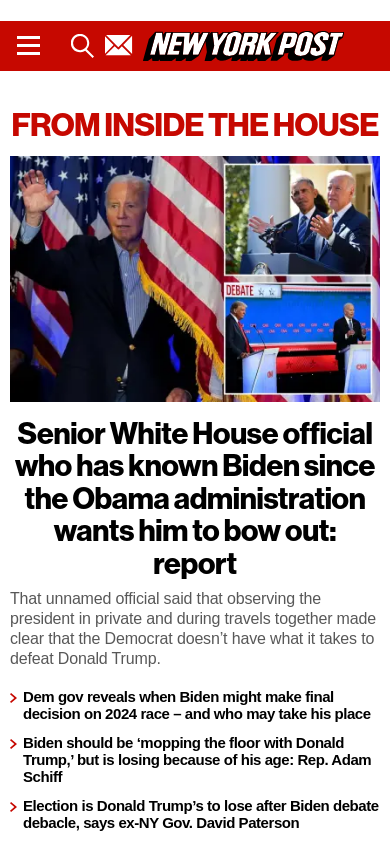 NEW YORK POST
FROM INSIDE THE HOUSE
DEBATE
Senior White House official
who has known Biden since
the Obama administration
wants him to bow out:
report
That unnamed official said that observing the
president in private and during travels together made
clear that the Democrat doesn’t have what it takes to
defeat Donald Trump.
Dem gov reveals when Biden might make final
decision on 2024 race – and who may take his place
Biden should be ‘mopping the floor with Donald
Trump,’ but is losing because of his age: Rep. Adam
Schiff
Election is Donald Trump’s to lose after Biden debate
debacle, says ex-NY Gov. David Paterson